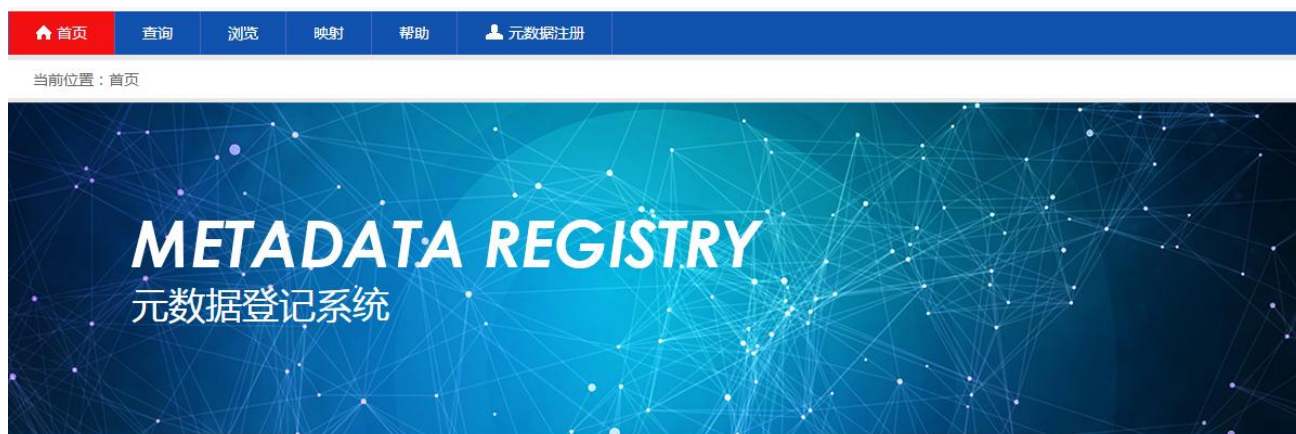 首页 查询 浏览 映射 帮助 元数据注册
当前位置：首页
METADATA REGISTRY
元数据登记系统